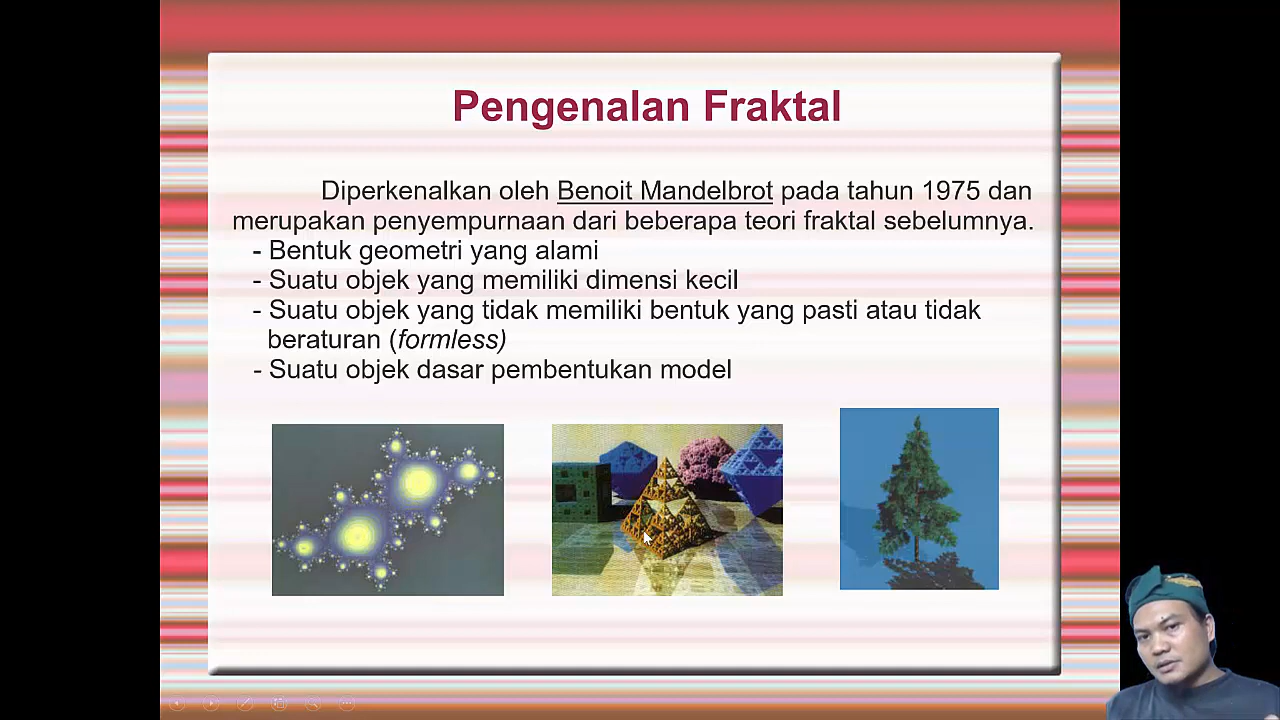 Pengenalan Fraktal
Diperkenalkan oleh Benoit Mandelbrot pada tahun 1975 dan
merupakan penyempurnaan dari beberapa teori fraktal sebelumnya.
- Bentuk geometri yang alami
- Suatu objek yang memiliki dimensi kecil
- Suatu objek yang tidak memiliki bentuk yang pasti atau tidak
beraturan (formless)
- Suatu objek dasar pembentukan model